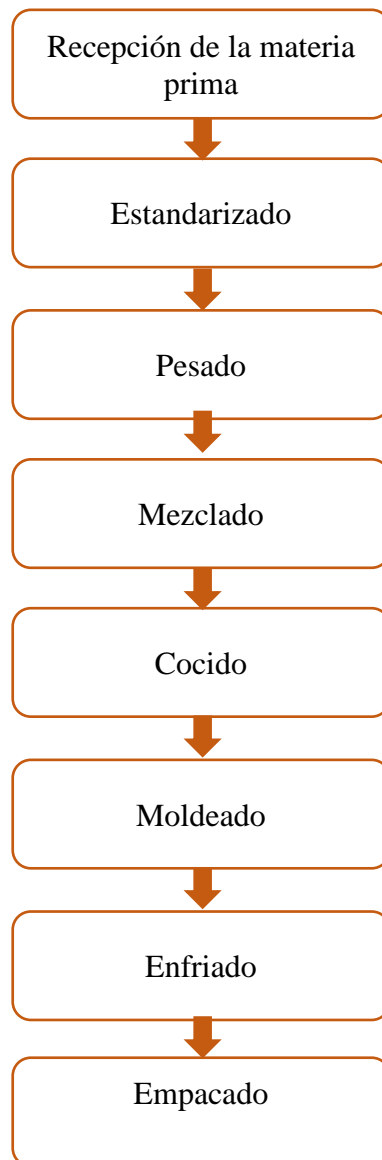 Recepción de la materia
prima
Estandarizado
Pesado
Mezclado
Cocido
Moldeado
Enfriado
Empacado